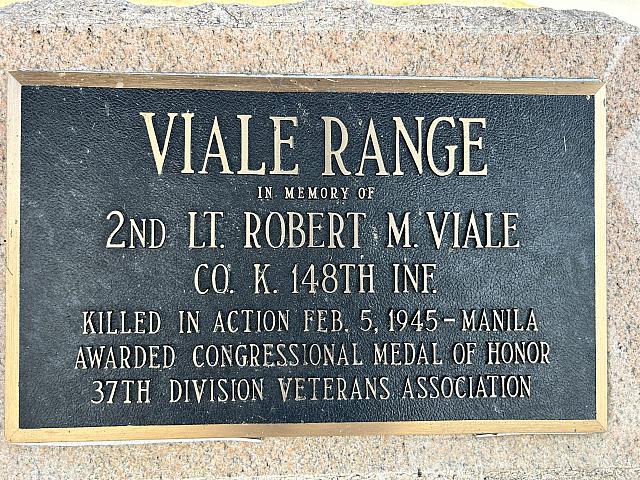 VIALE RANGE
IN MEMORY OF
2ND LT. ROBERT M. VIALE
CO. K. 148TH INF.
KILLED IN ACTION FEB. 5, 1945 – MANILA
AWARDED CONGRESSIONAL MEDAL OF HONOR
37TH DIVISION VETERANS ASSOCIATION